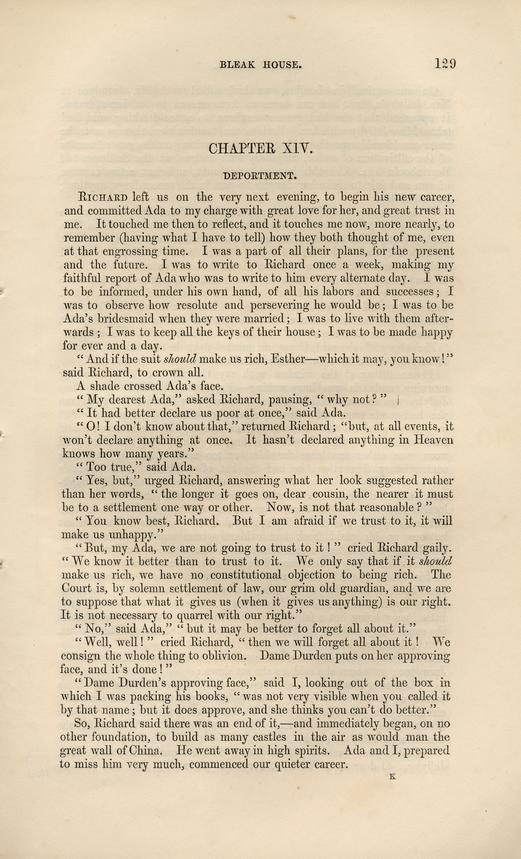 BLEAK HOUSE. 129
CHAPTER XIV.
DEPORTMENT.
RICHARD left us on the very next evening, to begin his new career,
and committed Ada to my charge with great love for her, and great trust in
me. It touched me then to reflect, and it touches me now, more nearly, to
remember (having what I have to tell) how they both thought of me, even
at that engrossing time. I was a part of all their plans, for the present
and the future. I was to write to Richard once a week, making my
faithful report of Ada who was to write to him every alternate day. I was
to be informed, under his own hand, of all his labors and successes; I
was to observe how resolute and persevering he would be; I was to be
Ada's bridesmaid when they were married; I was to live with them after-
wards; I was to keep all the keys of their house; I was to be made happy
for ever and a day.
"And if the suit should make us rich, Esther—which it may, you know!"
said Richard, to crown all.
A shade crossed Ada's face.
"My dearest Ada," asked Richard, pausing, "why not?"
"It had better declare us poor at once," said Ada.
"O! I don't know about that," returned Richard; "but, at all events, it
won't declare anything at once. It hasn't declared anything in Heaven
knows how many years."
"Too true," said Ada.
"Yes, but," urged Richard, answering what her look suggested rather
than her words, "the longer it goes on, dear cousin, the nearer it must
be to a settlement one way or other. Now, is not that reasonable?"
"You know best, Richard. But I am afraid if we trust to it, it will
make us unhappy."
"But, my Ada, we are not going to trust to it!" cried Richard gaily.
"We know it better than to trust to it. We only say that if it should
make us rich, we have no constitutional objection to being rich. The
Court is, by solemn settlement of law, our grim old guardian, and we are
to suppose that what it gives us (when it gives us anything) is our right.
It is not necessary to quarrel with our right."
"No," said Ada," but it may be better to forget all about it."
"Well, well!" cried Richard, "then we will forget all about it! We
consign the whole thing to oblivion. Dame Durden puts on her approving
face, and it's done!"
"Dame Durden's approving face," said I, looking out of the box in
which I was packing his books, "was not very visible when you called it
by that name; but it does approve, and she thinks you can't do better."
So, Richard said there was an end of it,—and immediately began, on no
other foundation, to build as many castles in the air as would man the
great wall of China. He went away in high spirits. Ada and I, prepared
to miss him very much, commenced our quieter career.
K